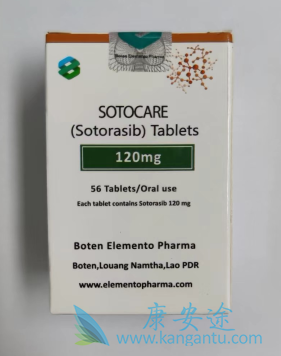 SOTOCARE
(Sotorasib) Tablets
120mg
56 Tablets/Oral use
Each tablet contains Sotorasib 120 mg
Boten Elemento Pharma
Boten,Louang Namtha,Lao PDR
www.elementopharma.com
康安途
www.kangantu.com